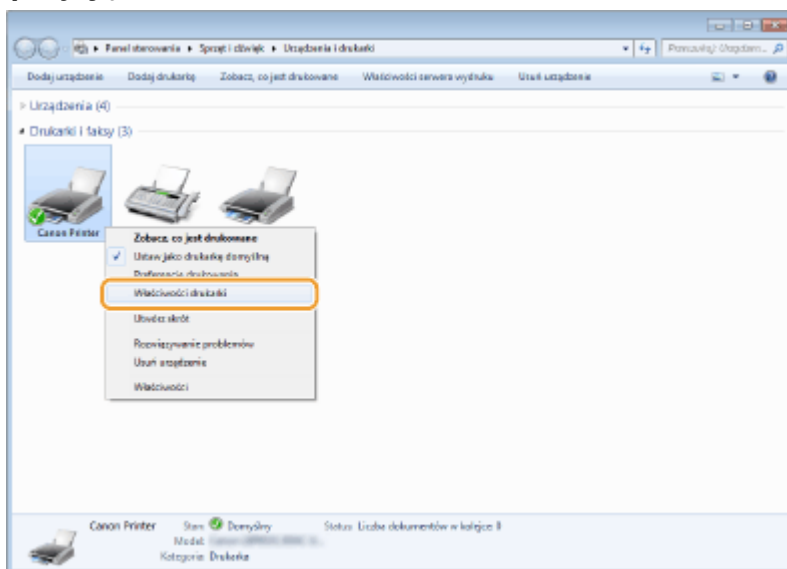 Panel sterowania ▸ Sprzęt i dźwięk ▸ Urządzenia i drukarki
Przeszukaj: Urządzen...
Dodaj urządzenie Dodaj drukarkę Zobacz, co jest drukowane Właściwości serwera wydruku Usuń urządzenie
Urządzenia (4)
Drukarki i faksy (3)
Canon Printer
Zobacz, co jest drukowane
Ustaw jako drukarkę domyślną
Preferencje drukowania
Właściwości drukarki
Utwórz skrót
Rozwiązywanie problemów
Usuń urządzenie
Właściwości
Canon Printer Stan: Domyślny Status: Liczba dokumentów w kolejce: 0
Model:
Kategoria: Drukarka